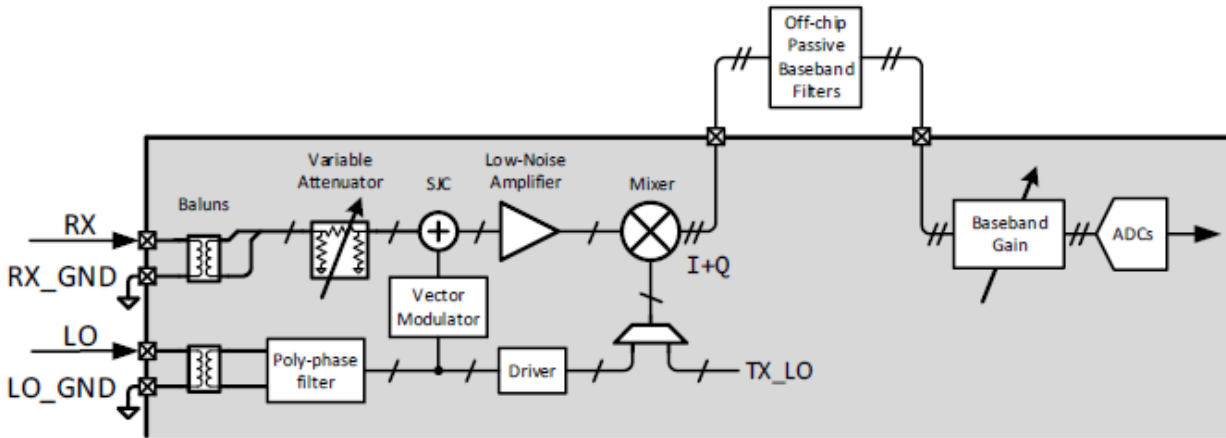 Off-chip
Passive
Baseband
Filters
Variable
Attenuator
SJC
Low-Noise
Amplifier
Mixer
Baluns
RX
RX_GND
I+Q
Baseband
Gain
ADCs
Vector
Modulator
LO
LO_GND
Poly-phase
filter
Driver
TX_LO